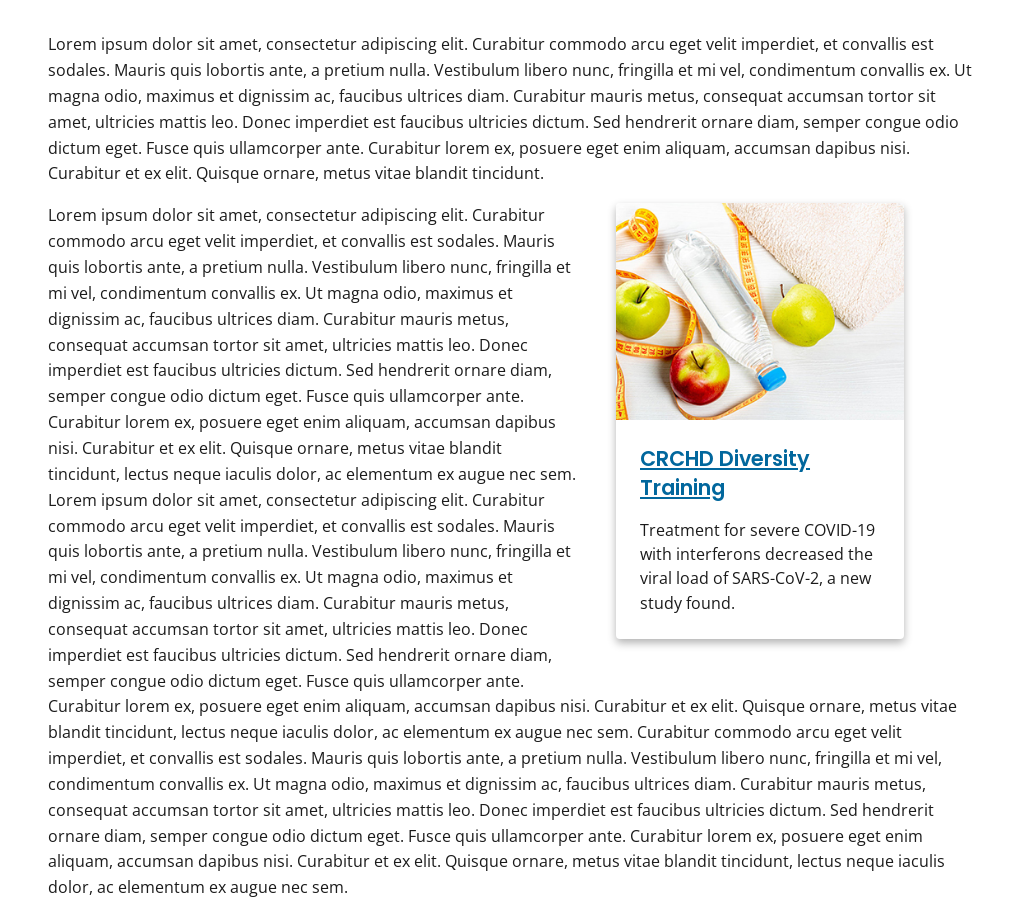 Lorem ipsum dolor sit amet, consectetur adipiscing elit. Curabitur commodo arcu eget velit imperdiet, et convallis est
sodales. Mauris quis lobortis ante, a pretium nulla. Vestibulum libero nunc, fringilla et mi vel, condimentum convallis ex. Ut
magna odio, maximus et dignissim ac, faucibus ultrices diam. Curabitur mauris metus, consequat accumsan tortor sit
amet, ultricies mattis leo. Donec imperdiet est faucibus ultricies dictum. Sed hendrerit ornare diam, semper congue odio
dictum eget. Fusce quis ullamcorper ante. Curabitur lorem ex, posuere eget enim aliquam, accumsan dapibus nisi.
Curabitur et ex elit. Quisque ornare, metus vitae blandit tincidunt.
Lorem ipsum dolor sit amet, consectetur adipiscing elit. Curabitur
commodo arcu eget velit imperdiet, et convallis est sodales. Mauris
quis lobortis ante, a pretium nulla. Vestibulum libero nunc, fringilla et
mi vel, condimentum convallis ex. Ut magna odio, maximus et
dignissim ac, faucibus ultrices diam. Curabitur mauris metus,
consequat accumsan tortor sit amet, ultricies mattis leo. Donec
imperdiet est faucibus ultricies dictum. Sed hendrerit ornare diam,
semper congue odio dictum eget. Fusce quis ullamcorper ante.
Curabitur lorem ex, posuere eget enim aliquam, accumsan dapibus
nisi. Curabitur et ex elit. Quisque ornare, metus vitae blandit
tincidunt, lectus neque iaculis dolor, ac elementum ex augue nec sem.
Lorem ipsum dolor sit amet, consectetur adipiscing elit. Curabitur
commodo arcu eget velit imperdiet, et convallis est sodales. Mauris
quis lobortis ante, a pretium nulla. Vestibulum libero nunc, fringilla et
mi vel, condimentum convallis ex. Ut magna odio, maximus et
dignissim ac, faucibus ultrices diam. Curabitur mauris metus,
consequat accumsan tortor sit amet, ultricies mattis leo. Donec
imperdiet est faucibus ultricies dictum. Sed hendrerit ornare diam,
semper congue odio dictum eget. Fusce quis ullamcorper ante.
Curabitur lorem ex, posuere eget enim aliquam, accumsan dapibus nisi. Curabitur et ex elit. Quisque ornare, metus vitae
blandit tincidunt, lectus neque iaculis dolor, ac elementum ex augue nec sem. Curabitur commodo arcu eget velit
imperdiet, et convallis est sodales. Mauris quis lobortis ante, a pretium nulla. Vestibulum libero nunc, fringilla et mi vel,
condimentum convallis ex. Ut magna odio, maximus et dignissim ac, faucibus ultrices diam. Curabitur mauris metus,
consequat accumsan tortor sit amet, ultricies mattis leo. Donec imperdiet est faucibus ultricies dictum. Sed hendrerit
ornare diam, semper congue odio dictum eget. Fusce quis ullamcorper ante. Curabitur lorem ex, posuere eget enim
aliquam, accumsan dapibus nisi. Curabitur et ex elit. Quisque ornare, metus vitae blandit tincidunt, lectus neque iaculis
dolor, ac elementum ex augue nec sem.
CRCHD Diversity
Training
Treatment for severe COVID-19
with interferons decreased the
viral load of SARS-CoV-2, a new
study found.